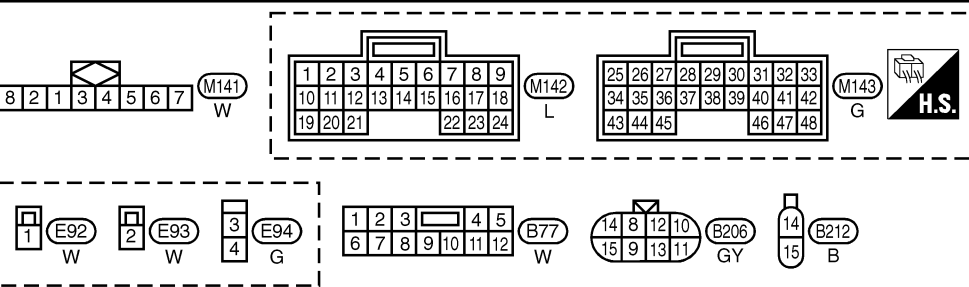 8 2 1 3 4 5 6 7
M141
W
1 2 3 4 5 6 7 8 9
10 11 12 13 14 15 16 17 18
19 20 21 22 23 24
M142
L
25 26 27 28 29 30 31 32 33
34 35 36 37 38 39 40 41 42
43 44 45 46 47 48
M143
G
H.S.
1
E92
W
2
E93
W
3
4
E94
G
1 2 3 4 5
6 7 8 9 10 11 12
B77
W
14 8 12 10
15 9 13 11
B206
GY
14
15
B212
B